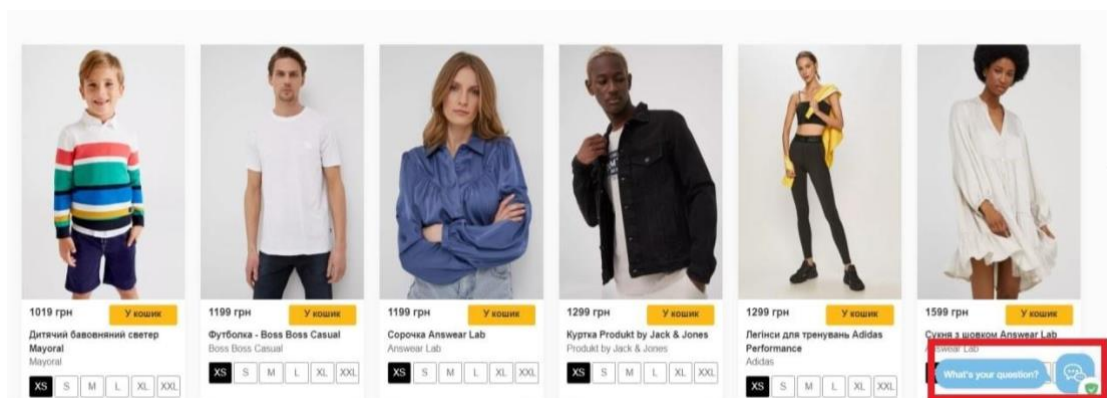 1019 грн У кошик
Дитячий бавовняний светер
Mayoral
Mayoral
XS S M L XL XXL
1199 грн У кошик
Футболка - Boss Boss Casual
Boss Boss Casual
XS S M L XL XXL
1199 грн У кошик
Сорочка Answear Lab
Answear Lab
XS S M L XL XXL
1299 грн У кошик
Куртка Produkt by Jack & Jones
Produkt by Jack & Jones
XS S M L XL XXL
1299 грн У кошик
Легінси для тренувань Adidas
Performance
Adidas
XS S M L XL XXL
1599 грн У кошик
Сукня з шовком Answear Lab
Answear Lab
What's your question?